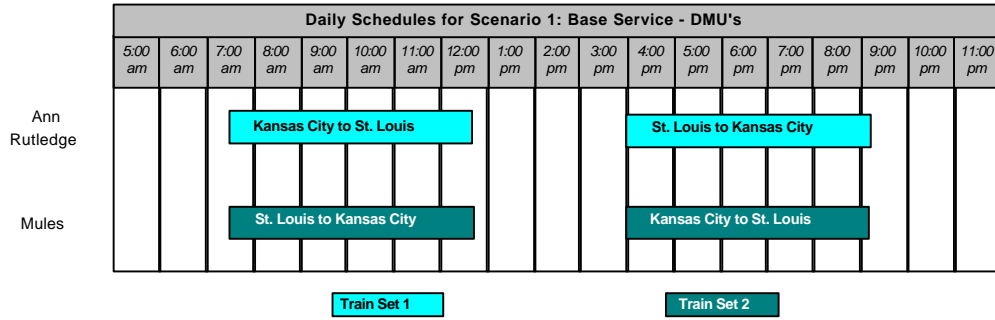 Daily Schedules for Scenario 1: Base Service - DMU's
5:00 am 6:00 am 7:00 am 8:00 am 9:00 am 10:00 am 11:00 am 12:00 pm 1:00 pm 2:00 pm 3:00 pm 4:00 pm 5:00 pm 6:00 pm 7:00 pm 8:00 pm 9:00 pm 10:00 pm 11:00 pm
Ann Rutledge
Kansas City to St. Louis
St. Louis to Kansas City
Mules
St. Louis to Kansas City
Kansas City to St. Louis
Train Set 1
Train Set 2